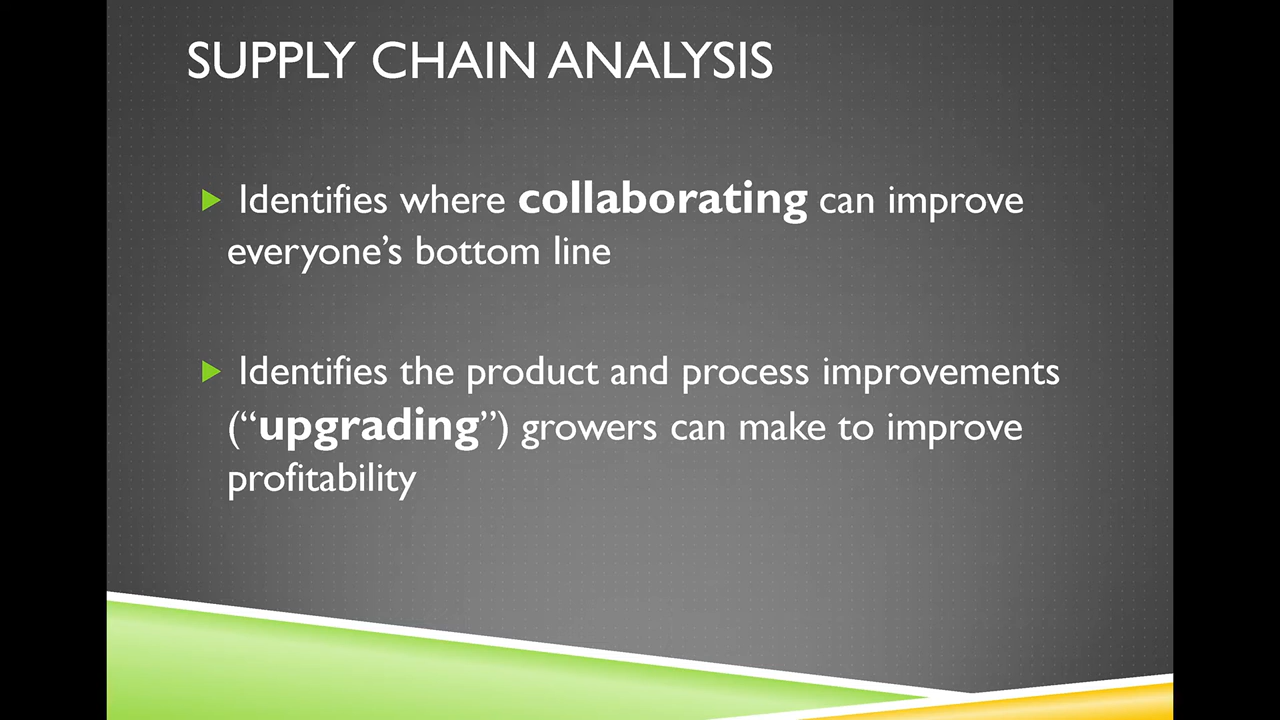 SUPPLY CHAIN ANALYSIS
Identifies where collaborating can improve
everyone’s bottom line
Identifies the product and process improvements
(“upgrading”) growers can make to improve
profitability